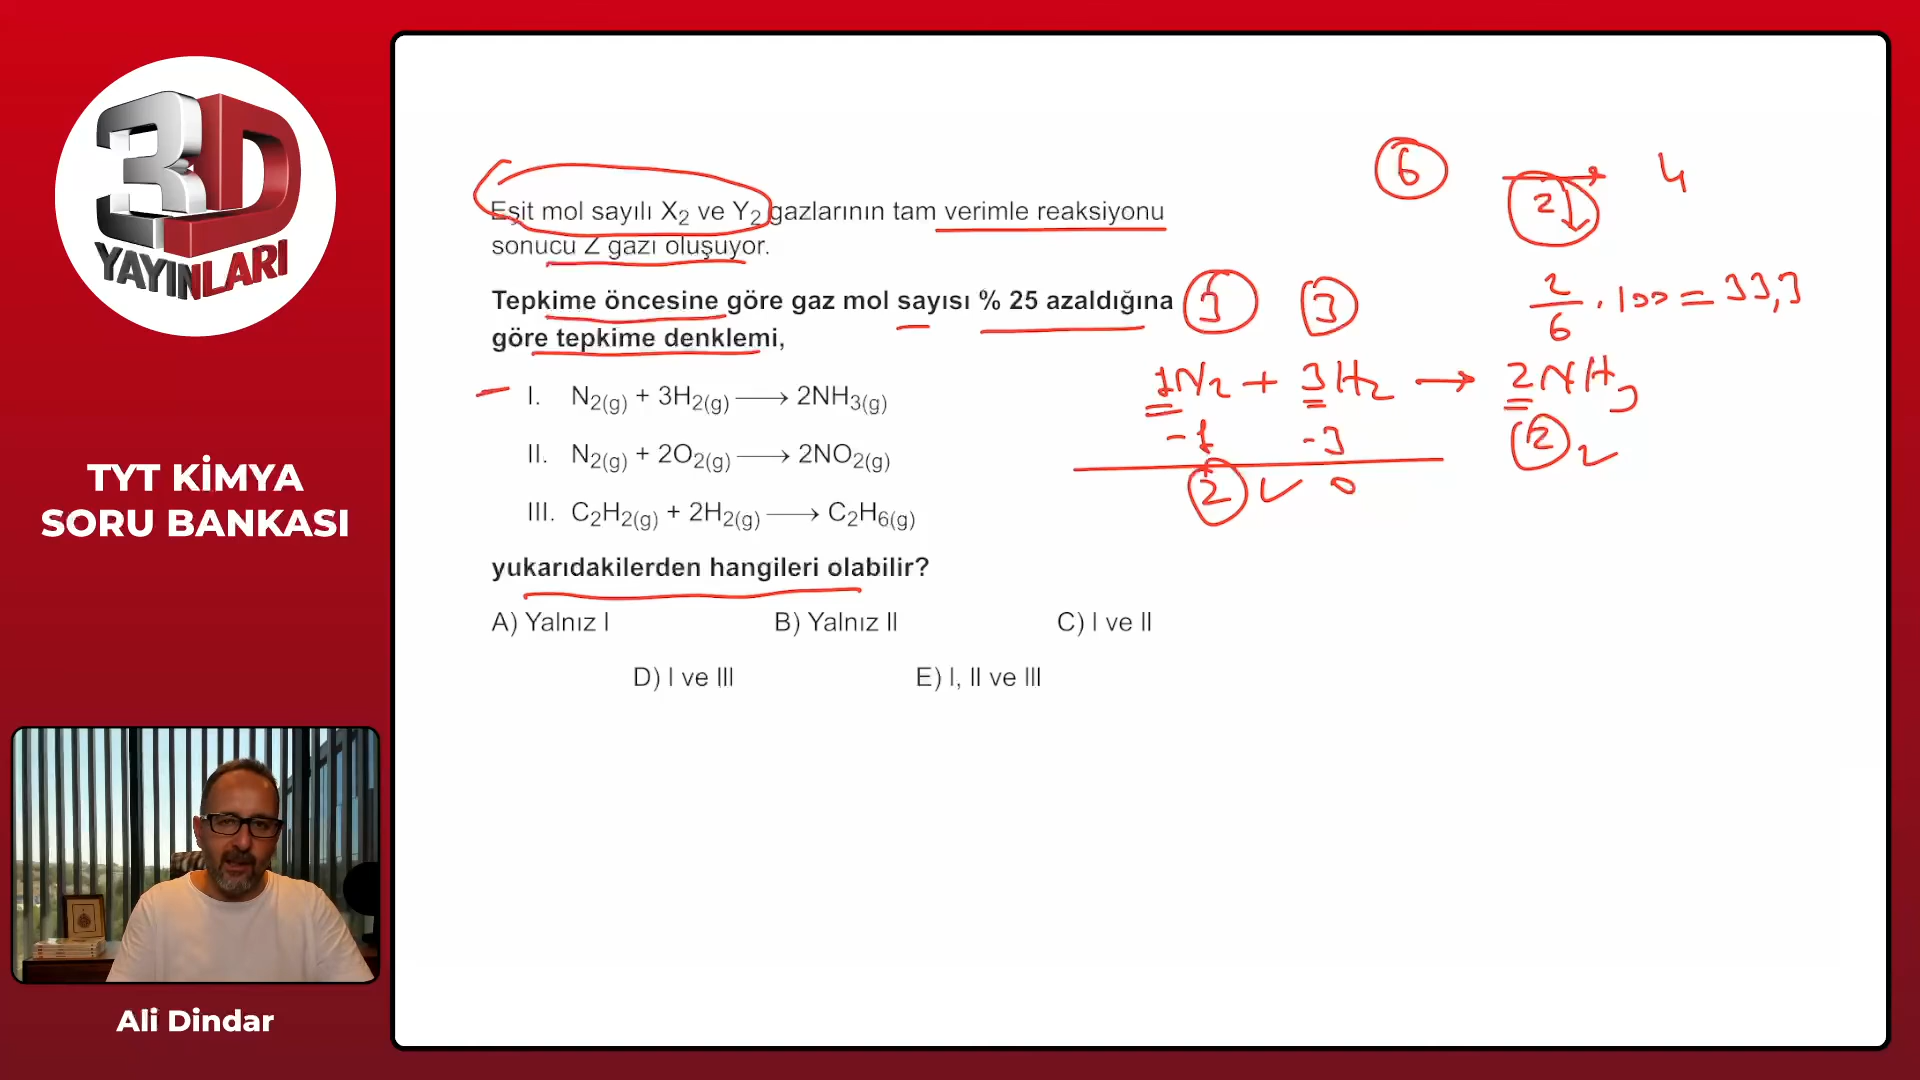 3D
YAYINLARI
TYT KİMYA
SORU BANKASI
Ali Dindar
Eşit mol sayılı X2 ve Y2 gazlarının tam verimle reaksiyonu
sonucu Z gazı oluşuyor.
Tepkime öncesine göre gaz mol sayısı % 25 azaldığına
göre tepkime denklemi,
I. N2(g) + 3H2(g) ⟶ 2NH3(g)
II. N2(g) + 2O2(g) ⟶ 2NO2(g)
III. C2H2(g) + 2H2(g) ⟶ C2H6(g)
yukarıdakilerden hangileri olabilir?
A) Yalnız I B) Yalnız II C) I ve II
D) I ve III E) I, II ve III
6 → 4
2
2/6 . 100 = 33,3
3 3
1N2 + 3H2 → 2NH3
-1 -3 2 2
2 0